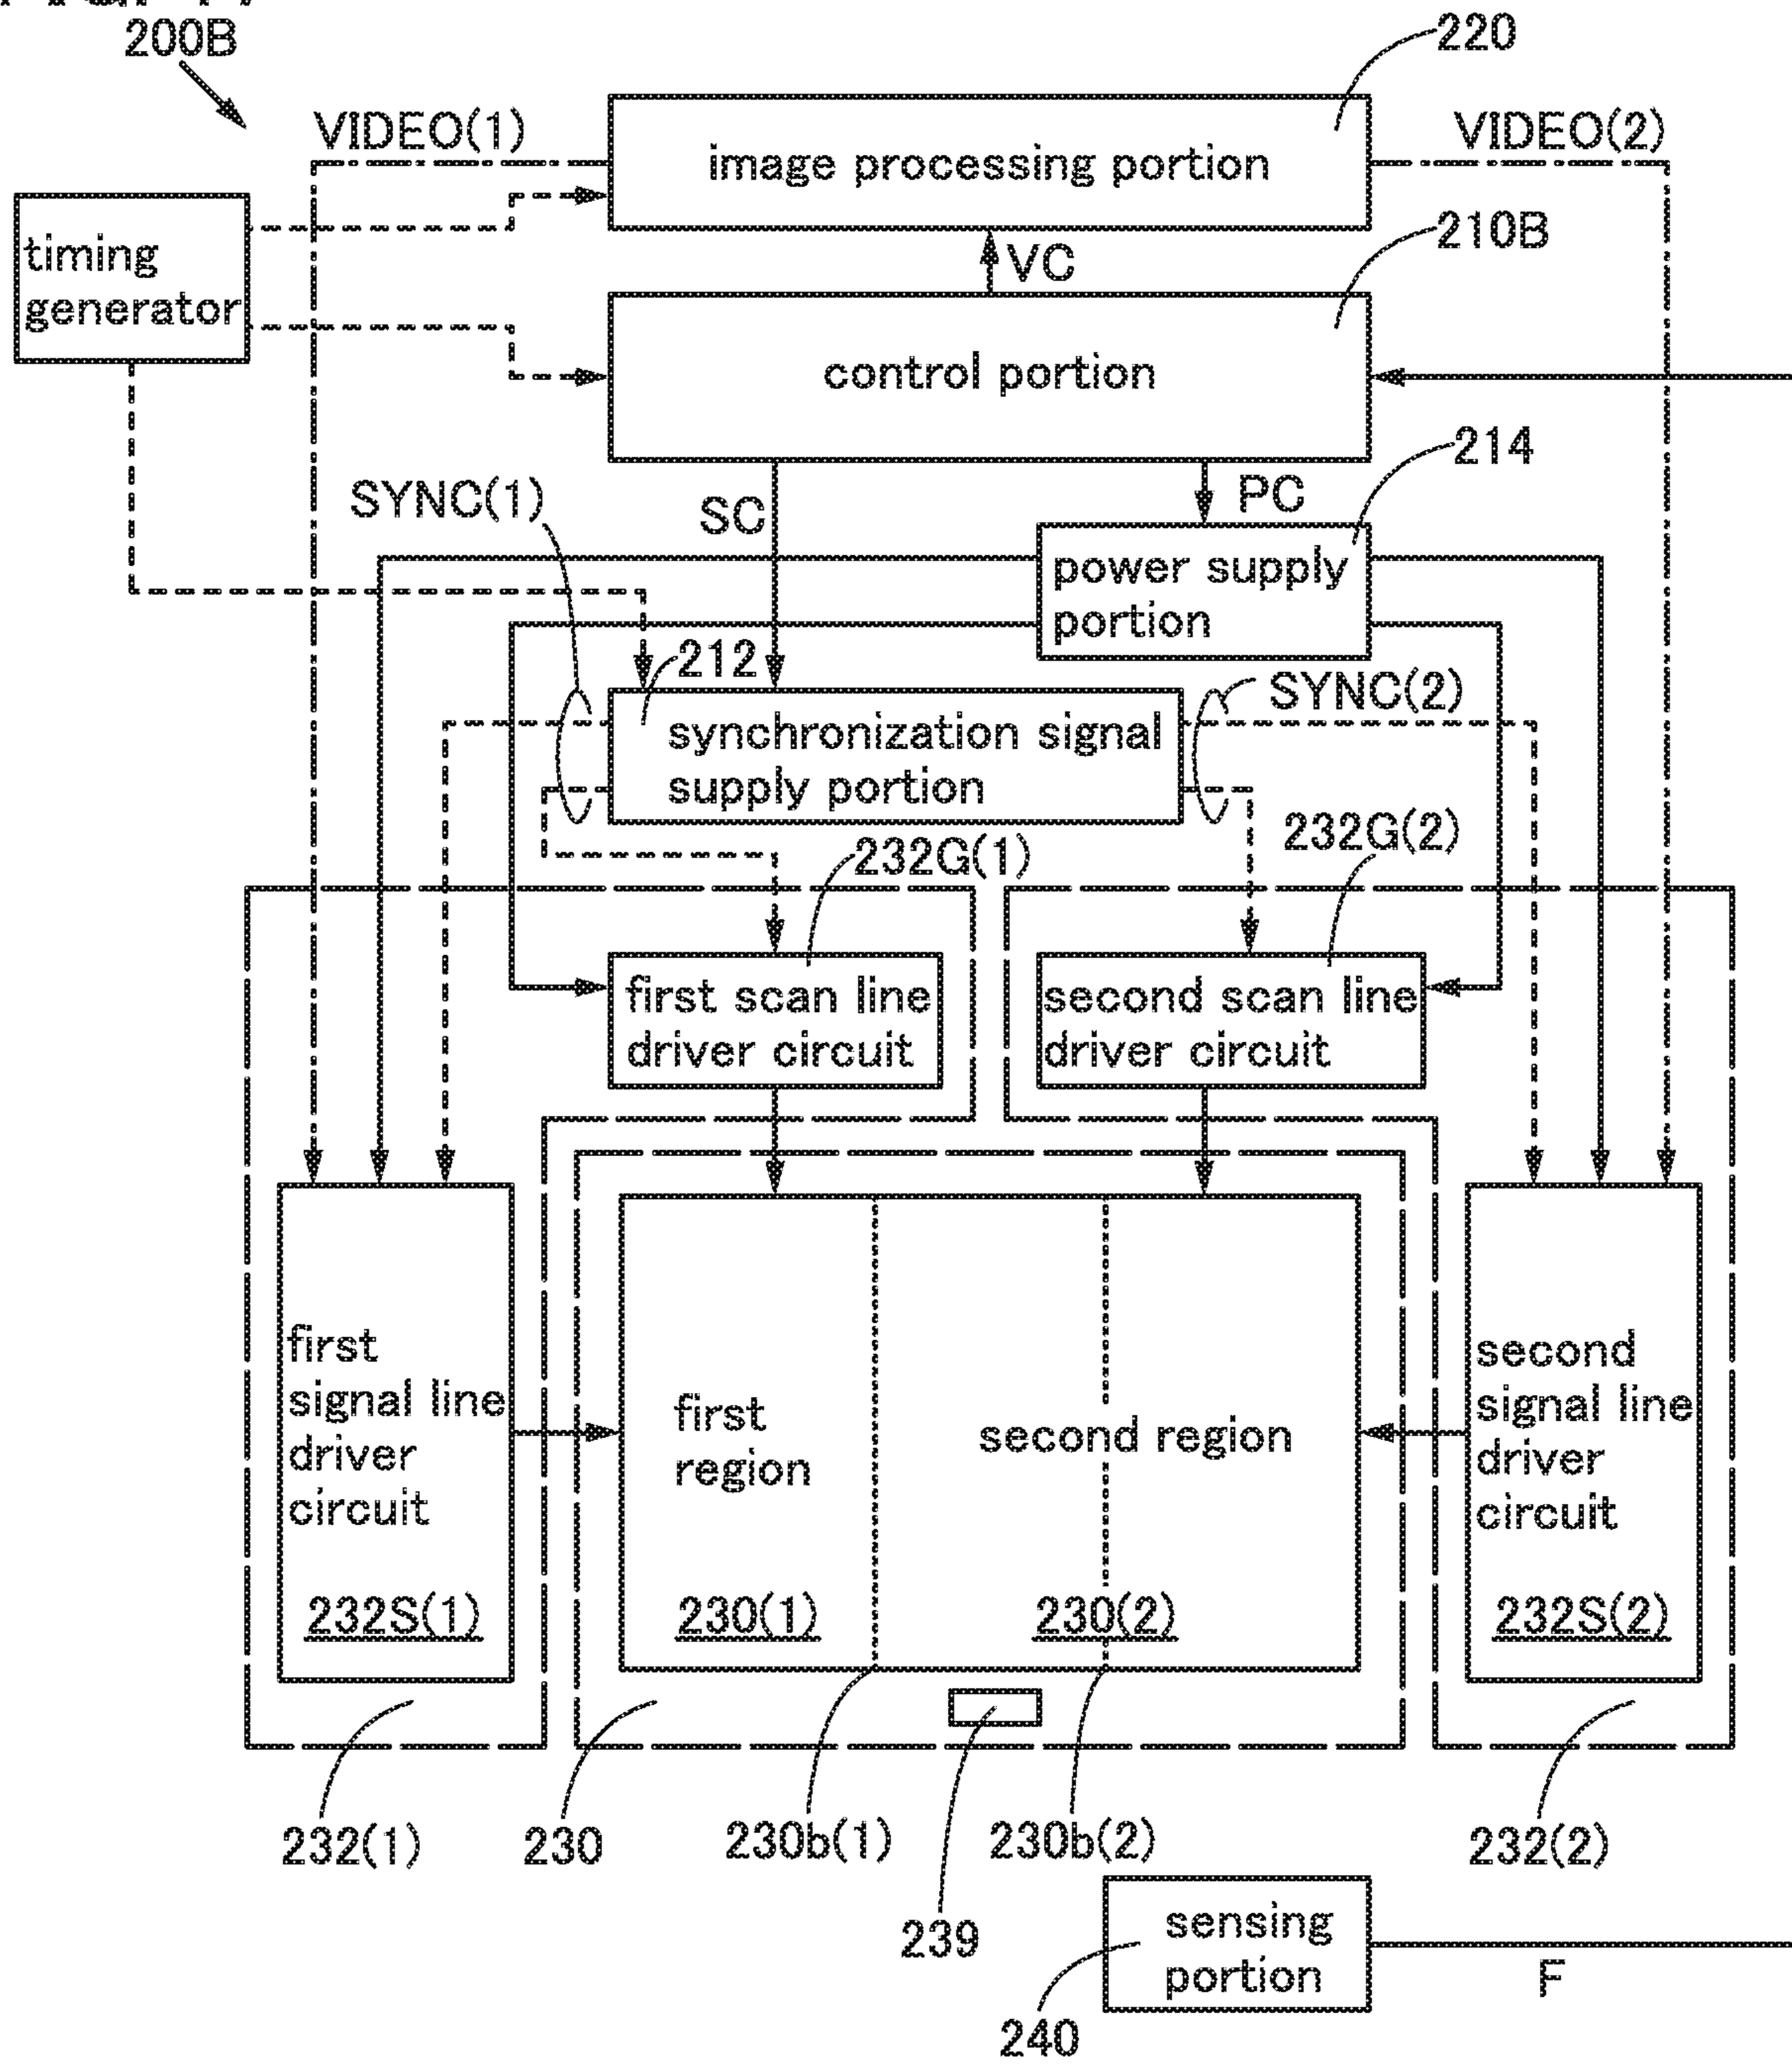 200B
220
VIDEO(1)
VIDEO(2)
image processing portion
timing
generator
VC
210B
control portion
214
SYNC(1)
SC
PC
power supply
portion
212
SYNC(2)
synchronization signal
supply portion
232G(1)
232G(2)
first scan line
driver circuit
second scan line
driver circuit
first
signal line
driver
circuit
232S(1)
first
region
230(1)
second region
230(2)
second
signal line
driver
circuit
232S(2)
232(1)
230
230b(1)
230b(2)
232(2)
239
sensing
portion
F
240